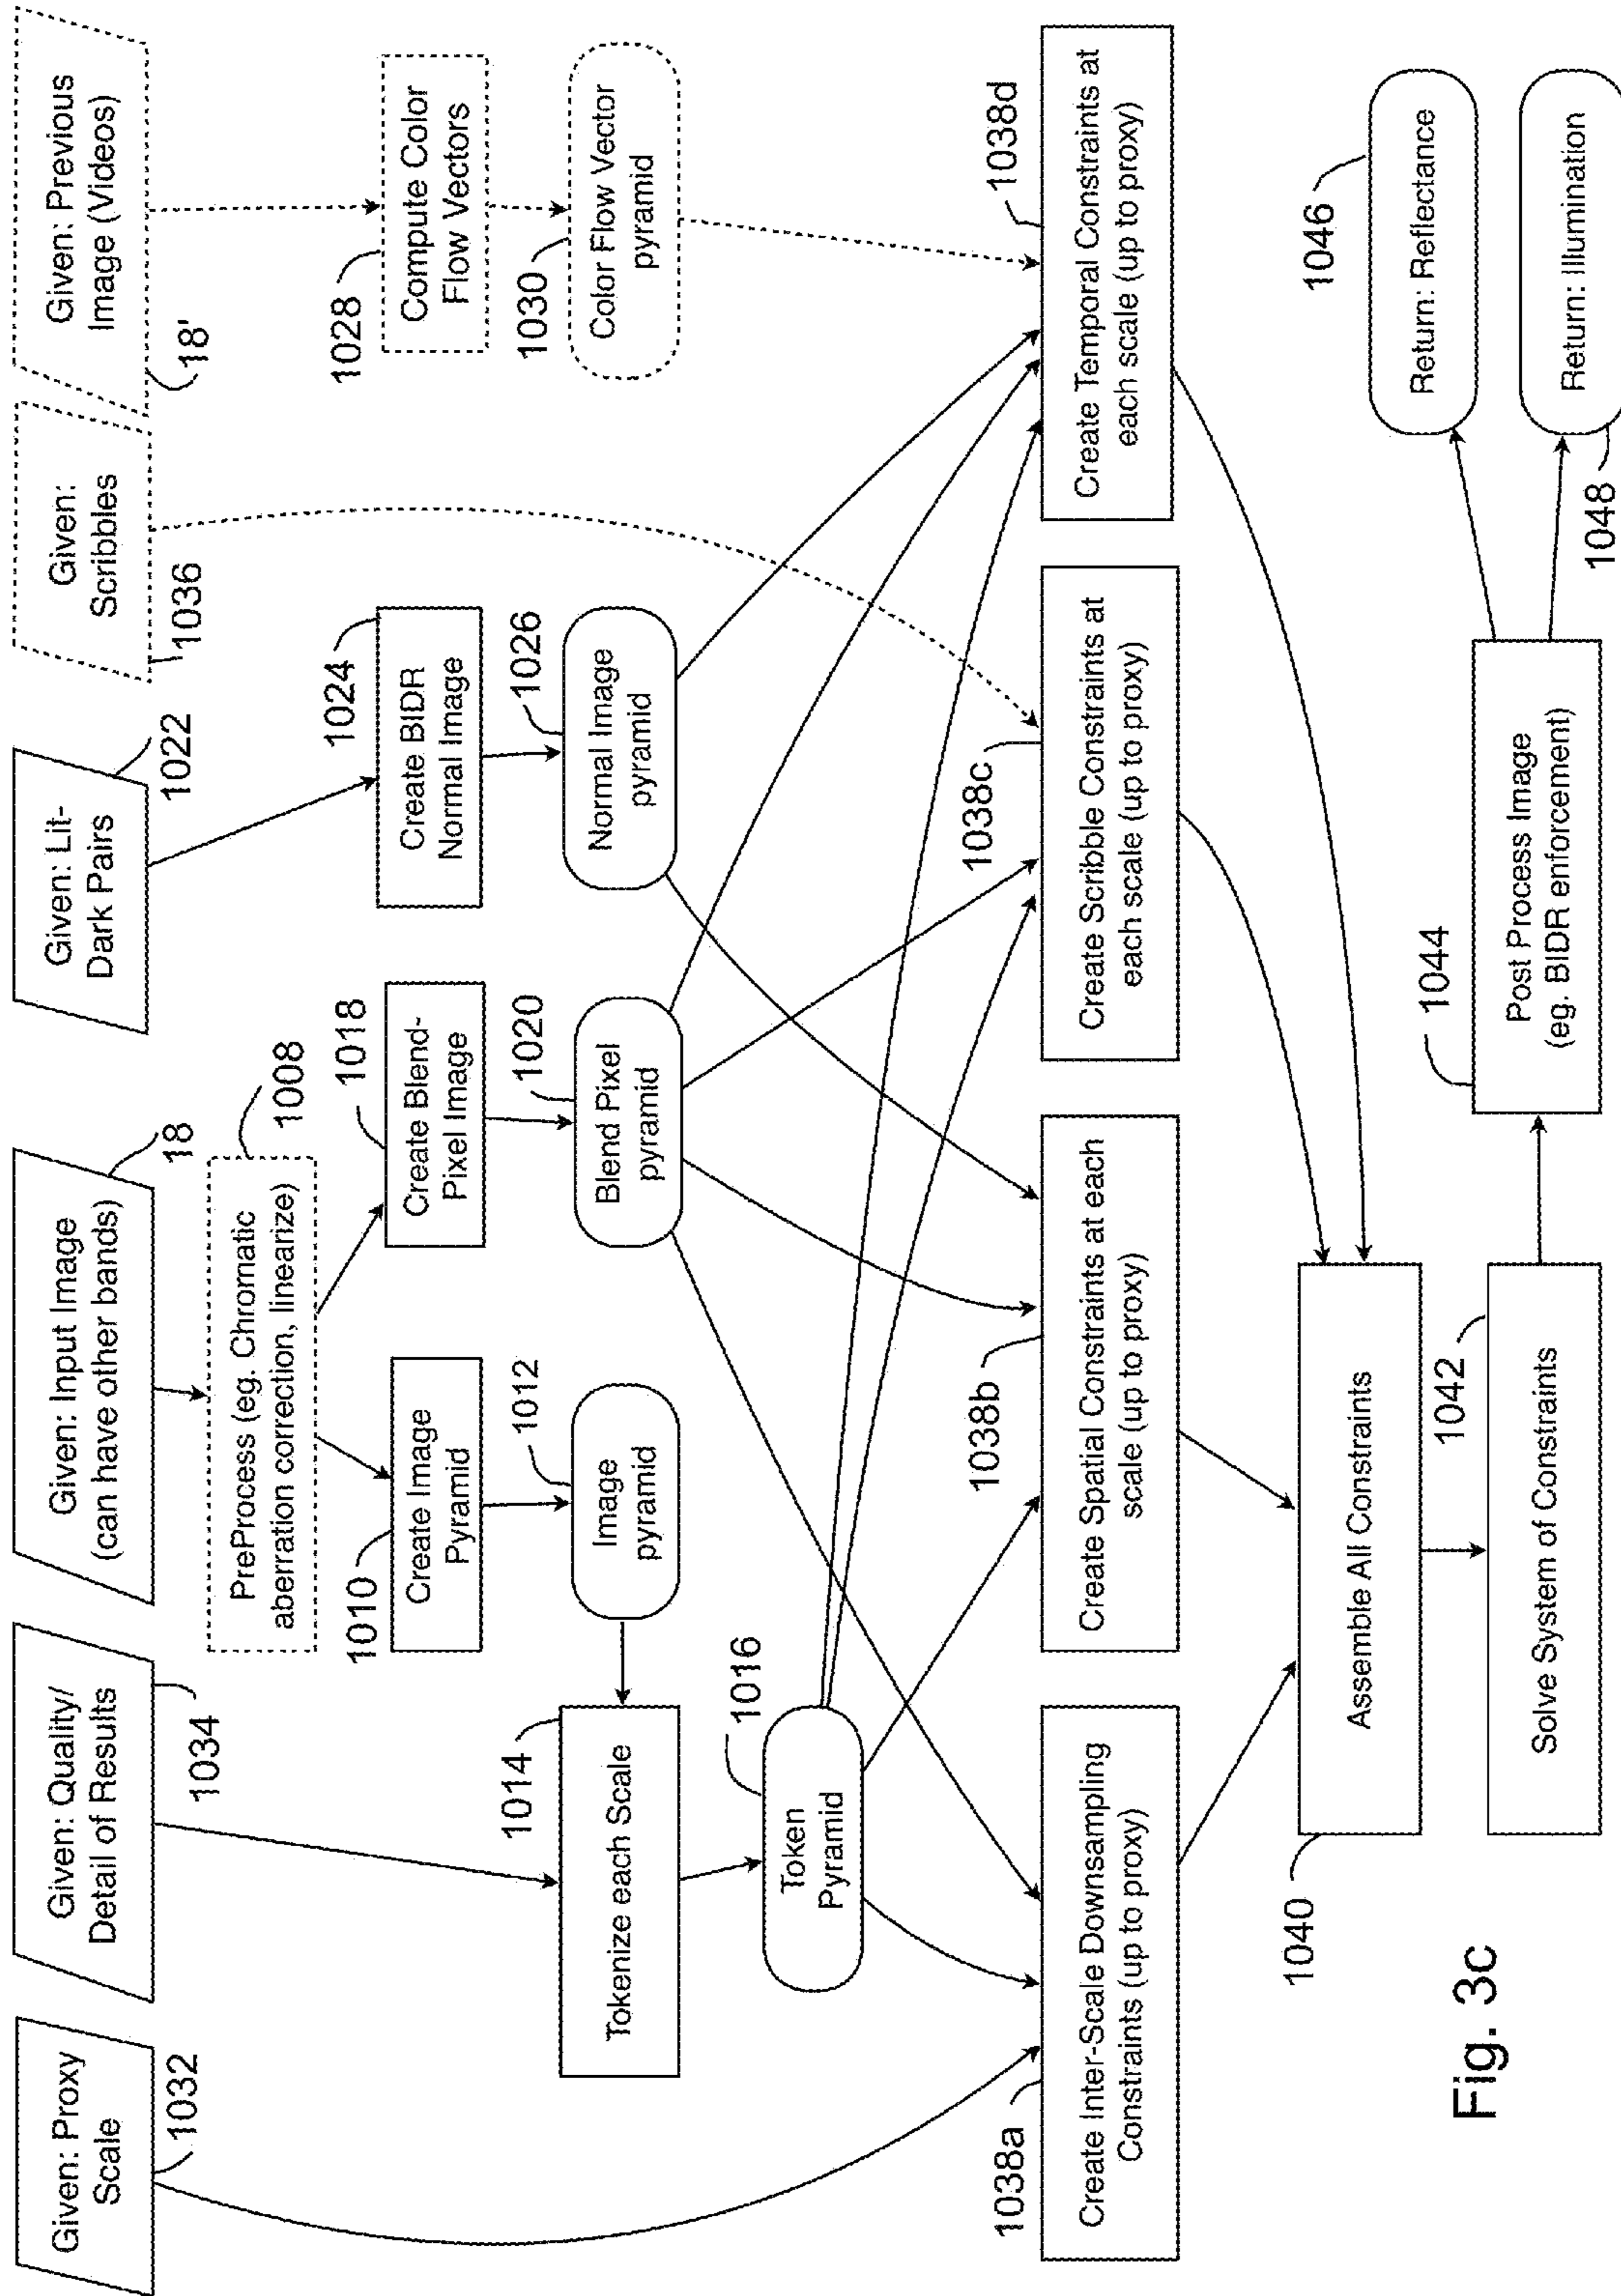 Given: Proxy
Scale
1032
Given: Quality/
Detail of Results
1034
Given: Input Image
(can have other bands)
18
Given: Lit-
Dark Pairs
1022
Given:
Scribbles
1036
Given: Previous
Image (Videos)
18'
PreProcess (eg. Chromatic
aberration correction, linearize)
1008
1010
Create Image
Pyramid
1018
Create Blend-
Pixel Image
1024
Create BIDR
Normal Image
1028
Compute Color
Flow Vectors
1012
Image
pyramid
1020
Blend Pixel
pyramid
1026
Normal Image
pyramid
1030
Color Flow Vector
pyramid
1014
Tokenize each Scale
1016
Token
Pyramid
1038a
Create Inter-Scale Downsampling
Constraints (up to proxy)
1038b
Create Spatial Constraints at each
scale (up to proxy)
1038c
Create Scribble Constraints at
each scale (up to proxy)
1038d
Create Temporal Constraints at
each scale (up to proxy)
1040
Assemble All Constraints
1042
Solve System of Constraints
1044
Post Process Image
(eg. BIDR enforcement)
1046
Return: Reflectance
1048
Return: Illumination
Fig. 3c